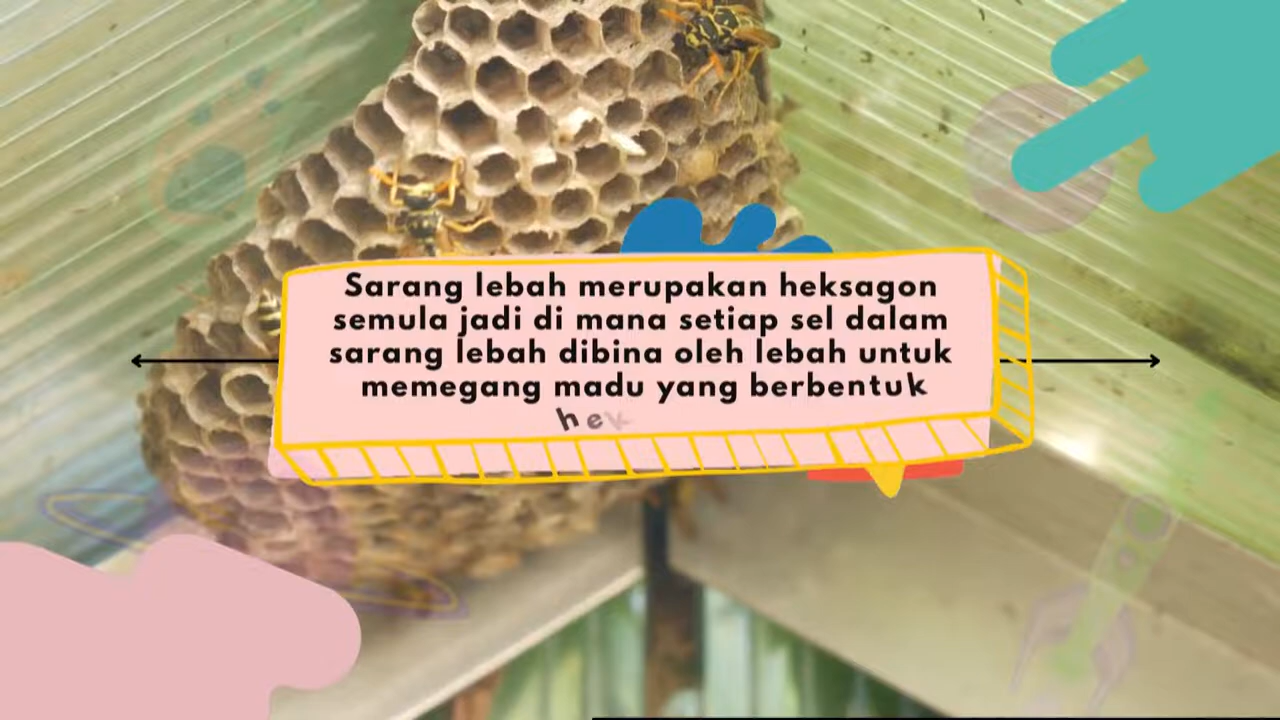 Sarang lebah merupakan heksagon
semula jadi di mana setiap sel dalam
sarang lebah dibina oleh lebah untuk
memegang madu yang berbentuk
hek